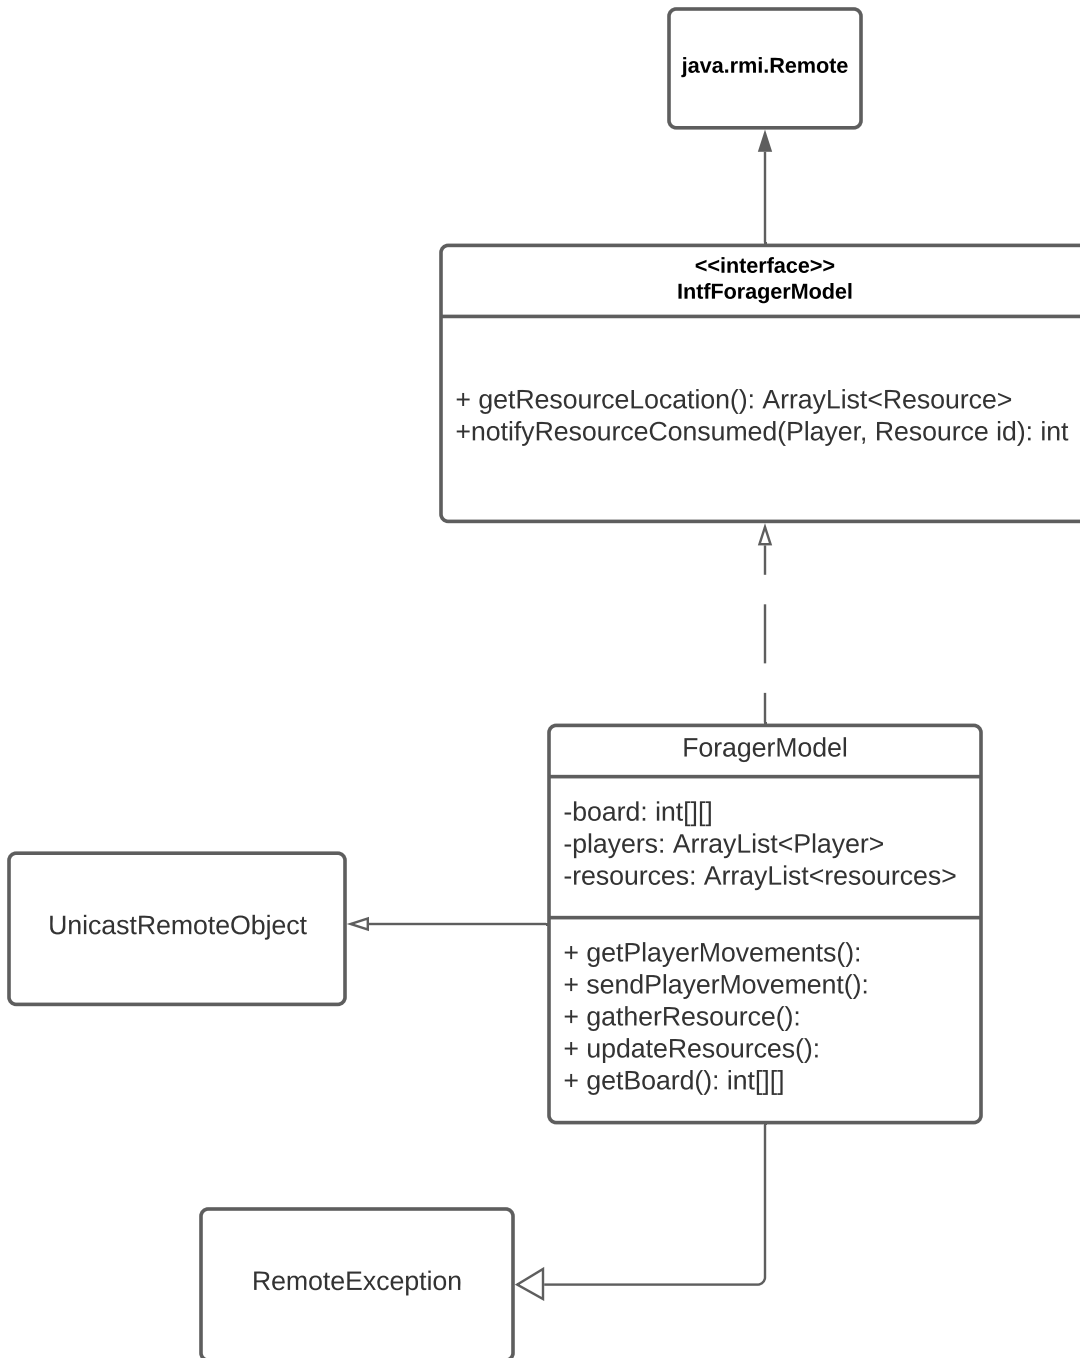 java.rmi.Remote
<<interface>>
IntfForagerModel
+ getResourceLocation(): ArrayList<Resource>
+notifyResourceConsumed(Player, Resource id): int
ForagerModel
-board: int[][]
-players: ArrayList<Player>
-resources: ArrayList<resources>
UnicastRemoteObject
+ getPlayerMovements():
+ sendPlayerMovement():
+ gatherResource():
+ updateResources():
+ getBoard(): int[][]
RemoteException